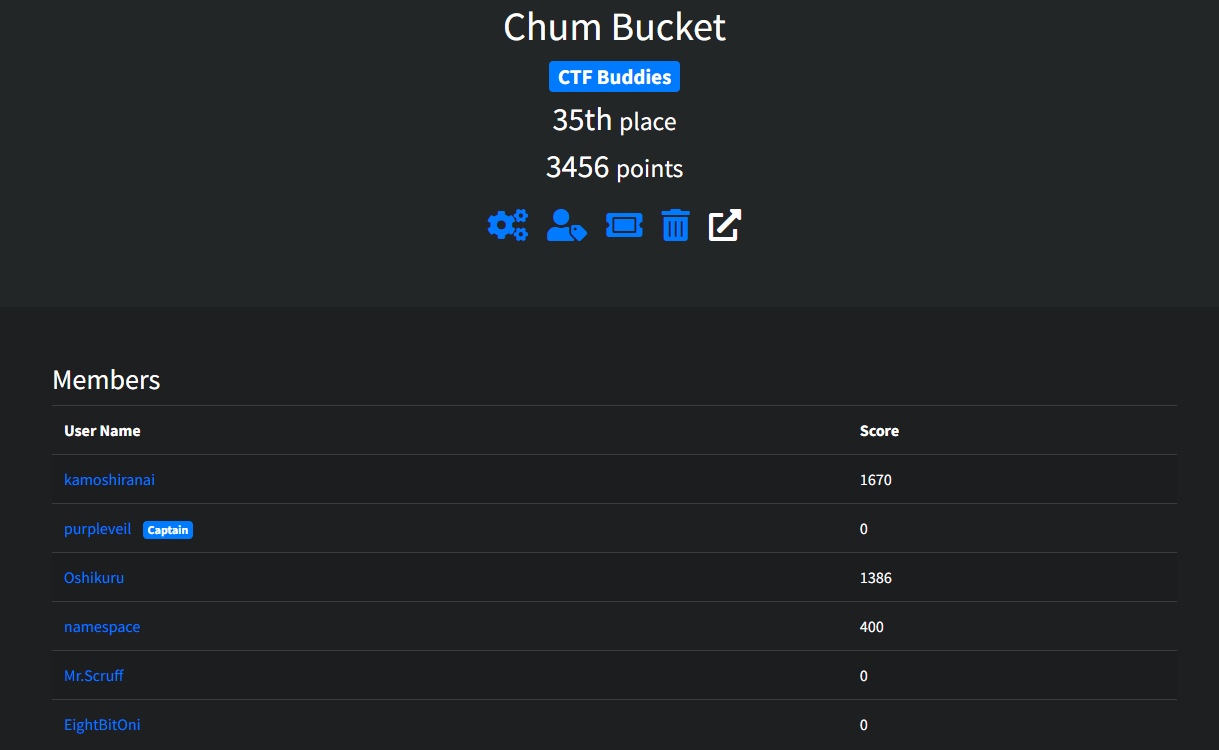 Chum Bucket
CTF Buddies
35th place
3456 points
Members
User Name Score
kamoshiranai 1670
purpleveil Captain 0
Oshikuru 1386
namespace 400
Mr.Scruff 0
EightBitOni 0